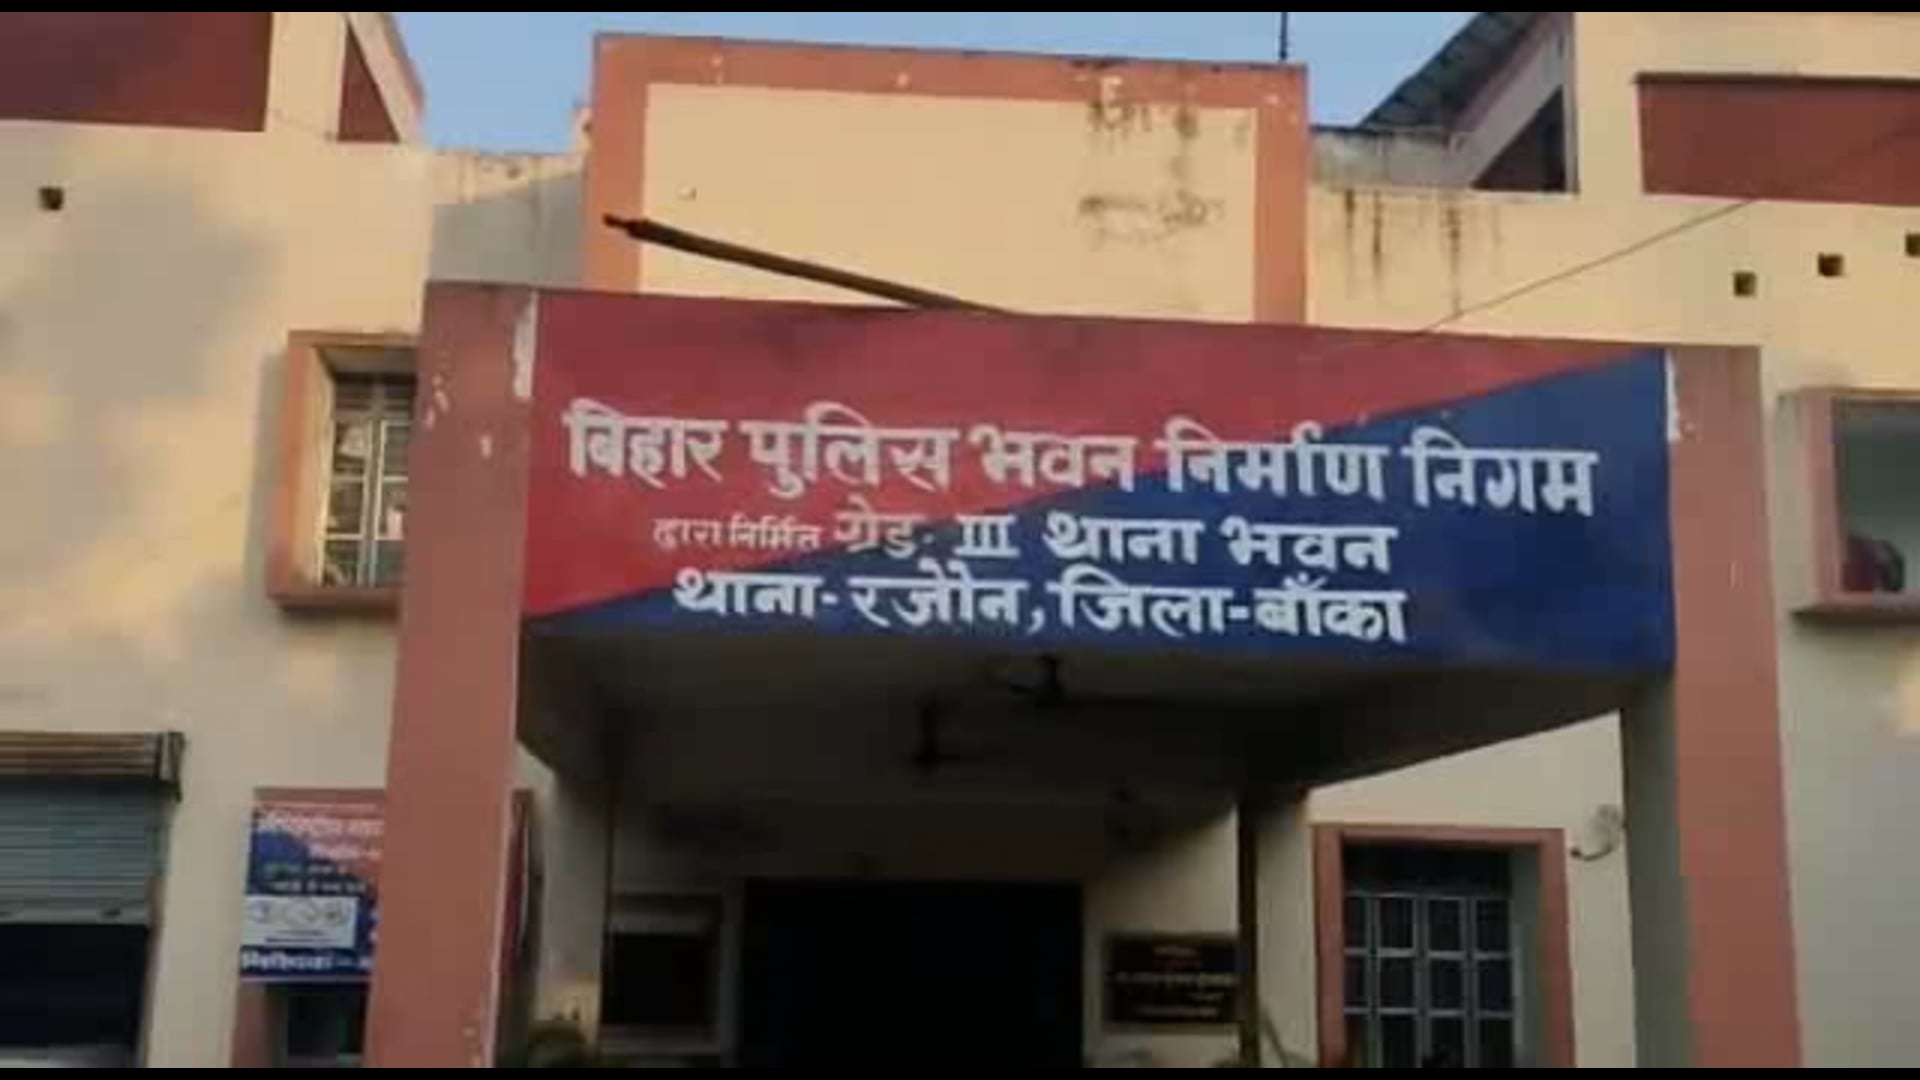 बिहार पुलिस भवन निर्माण निगम
द्वारा निर्मित ग्रेड- III थाना भवन
थाना-रजोेन, जिला-बाँका